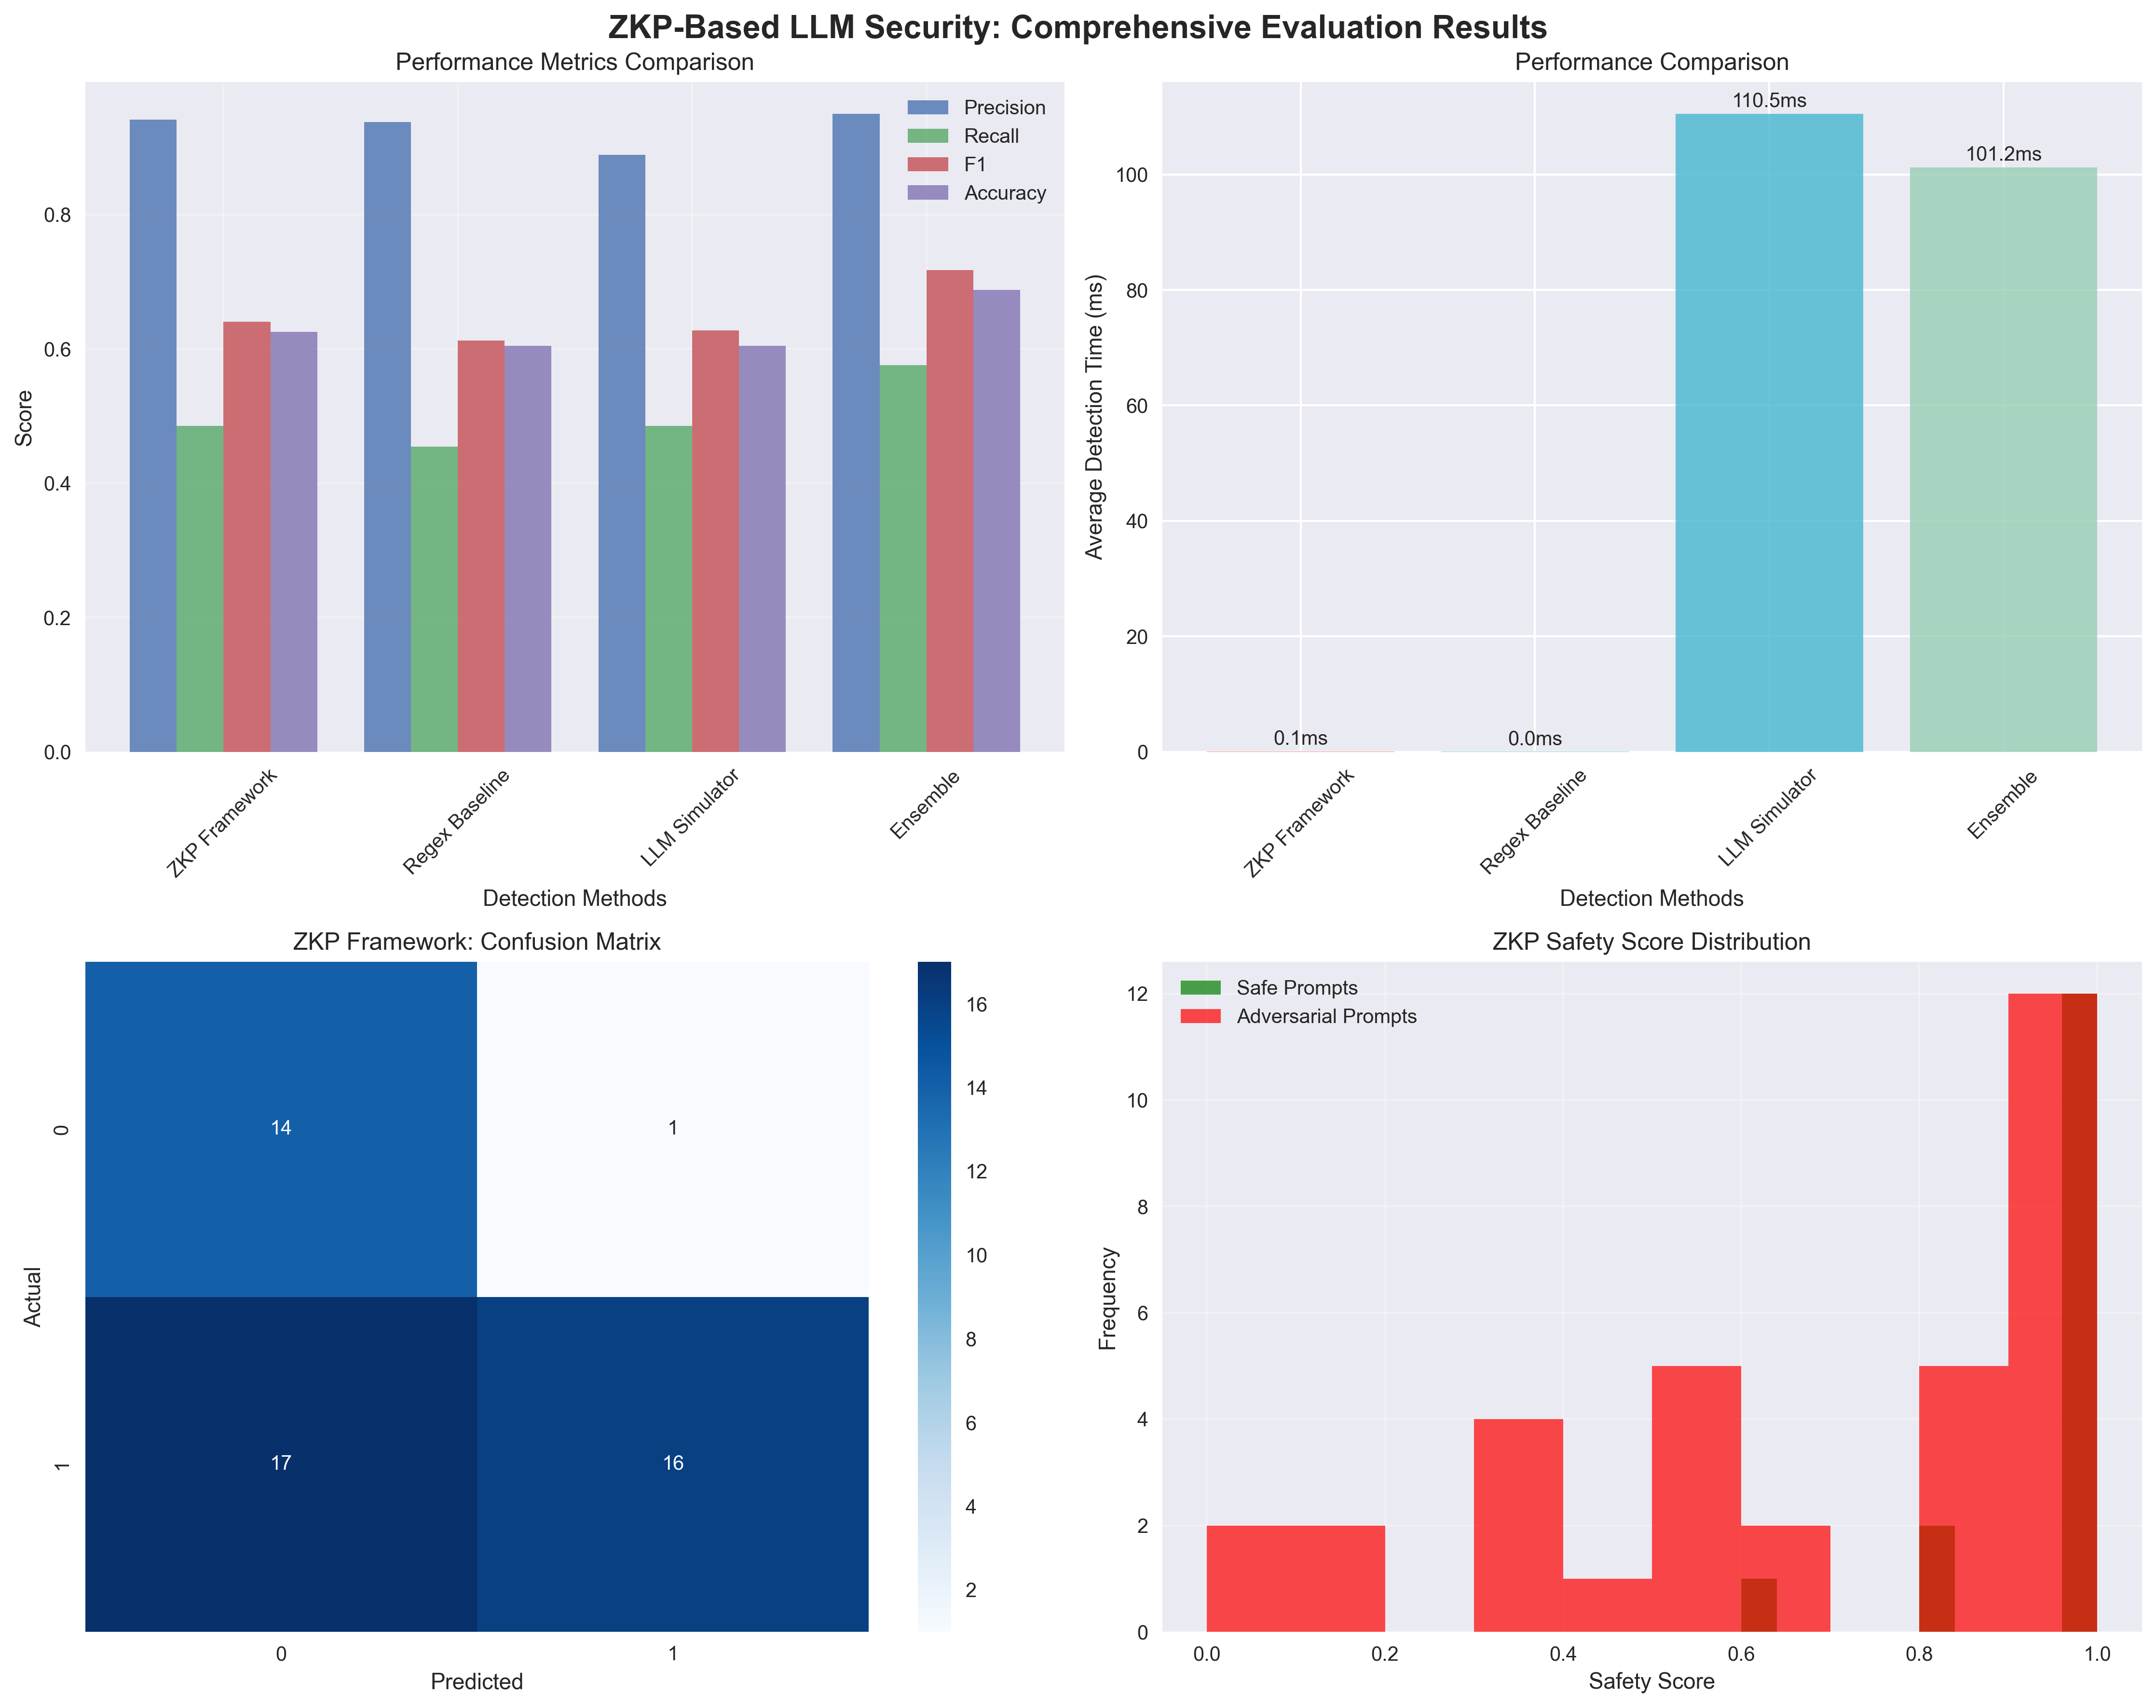 ZKP-Based LLM Security: Comprehensive Evaluation Results
Performance Metrics Comparison
Precision
Recall
F1
Accuracy
Score
0.8
0.6
0.4
0.2
0.0
ZKP Framework
Regex Baseline
LLM Simulator
Ensemble
Detection Methods
Performance Comparison
110.5ms
101.2ms
0.1ms
0.0ms
Average Detection Time (ms)
100
80
60
40
20
0
ZKP Framework
Regex Baseline
LLM Simulator
Ensemble
Detection Methods
ZKP Framework: Confusion Matrix
Actual
0
1
14
1
17
16
0
1
Predicted
16
14
12
10
8
6
4
2
ZKP Safety Score Distribution
Safe Prompts
Adversarial Prompts
Frequency
12
10
8
6
4
2
0
0.0
0.2
0.4
0.6
0.8
1.0
Safety Score